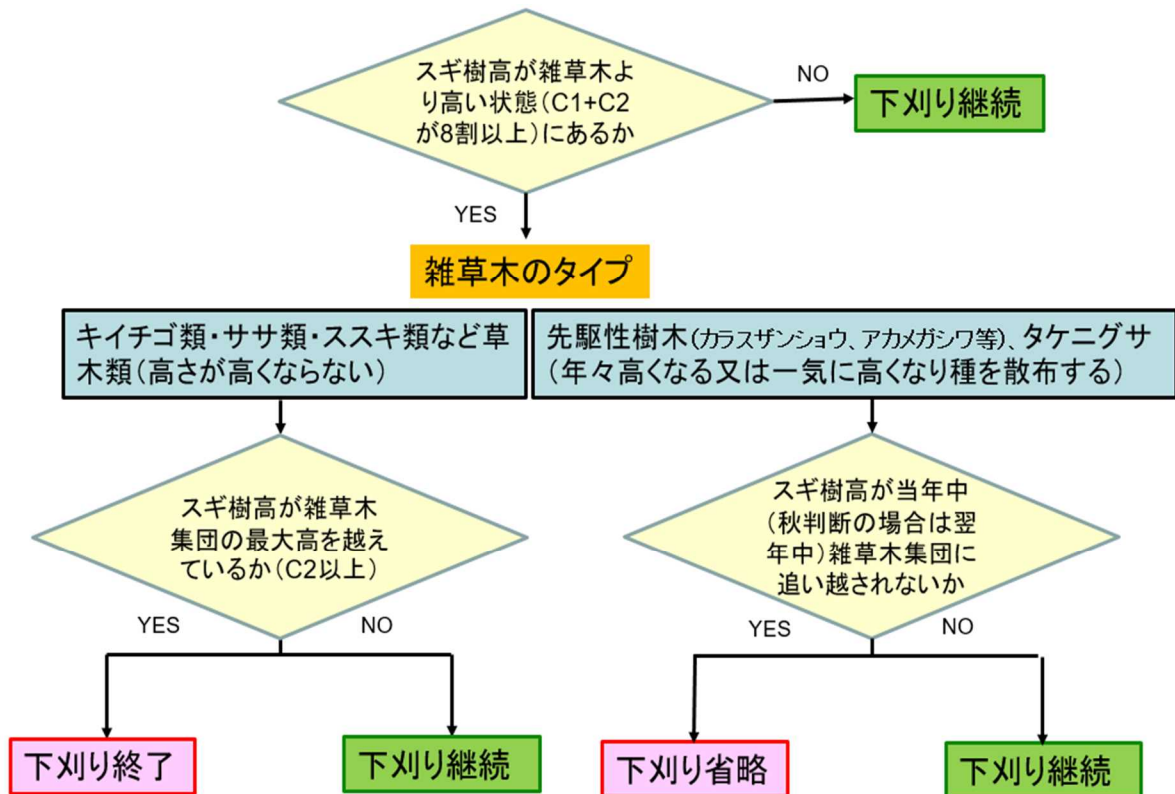 スギ樹高が雑草木よ
り高い状態(C1+C2
が8割以上)にあるか
NO
下刈り継続
YES
雑草木のタイプ
キイチゴ類・ササ類・ススキ類など草
木類(高さが高くならない)
先駆性樹木(カラスザンショウ、アカメガシワ等)、タケニグサ
(年々高くなる又は一気に高くなり種を散布する)
スギ樹高が雑草木
集団の最大高を越え
ているか(C2以上)
YES
NO
下刈り終了
下刈り継続
スギ樹高が当年中
(秋判断の場合は翌
年中)雑草木集団に
追い越されないか
YES
NO
下刈り省略
下刈り継続